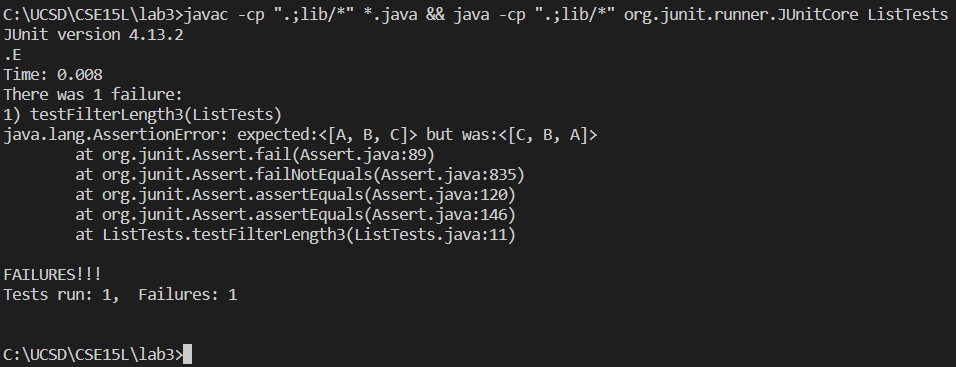 C:\UCSD\CSE15L\lab3>javac -cp ".;lib/*" *.java && java -cp ".;lib/*" org.junit.runner.JUnitCore ListTests
JUnit version 4.13.2
.E
Time: 0.008
There was 1 failure:
1) testFilterLength3(ListTests)
java.lang.AssertionError: expected:<[A, B, C]> but was:<[C, B, A]>
        at org.junit.Assert.fail(Assert.java:89)
        at org.junit.Assert.failNotEquals(Assert.java:835)
        at org.junit.Assert.assertEquals(Assert.java:120)
        at org.junit.Assert.assertEquals(Assert.java:146)
        at ListTests.testFilterLength3(ListTests.java:11)

FAILURES!!!
Tests run: 1,  Failures: 1

C:\UCSD\CSE15L\lab3>